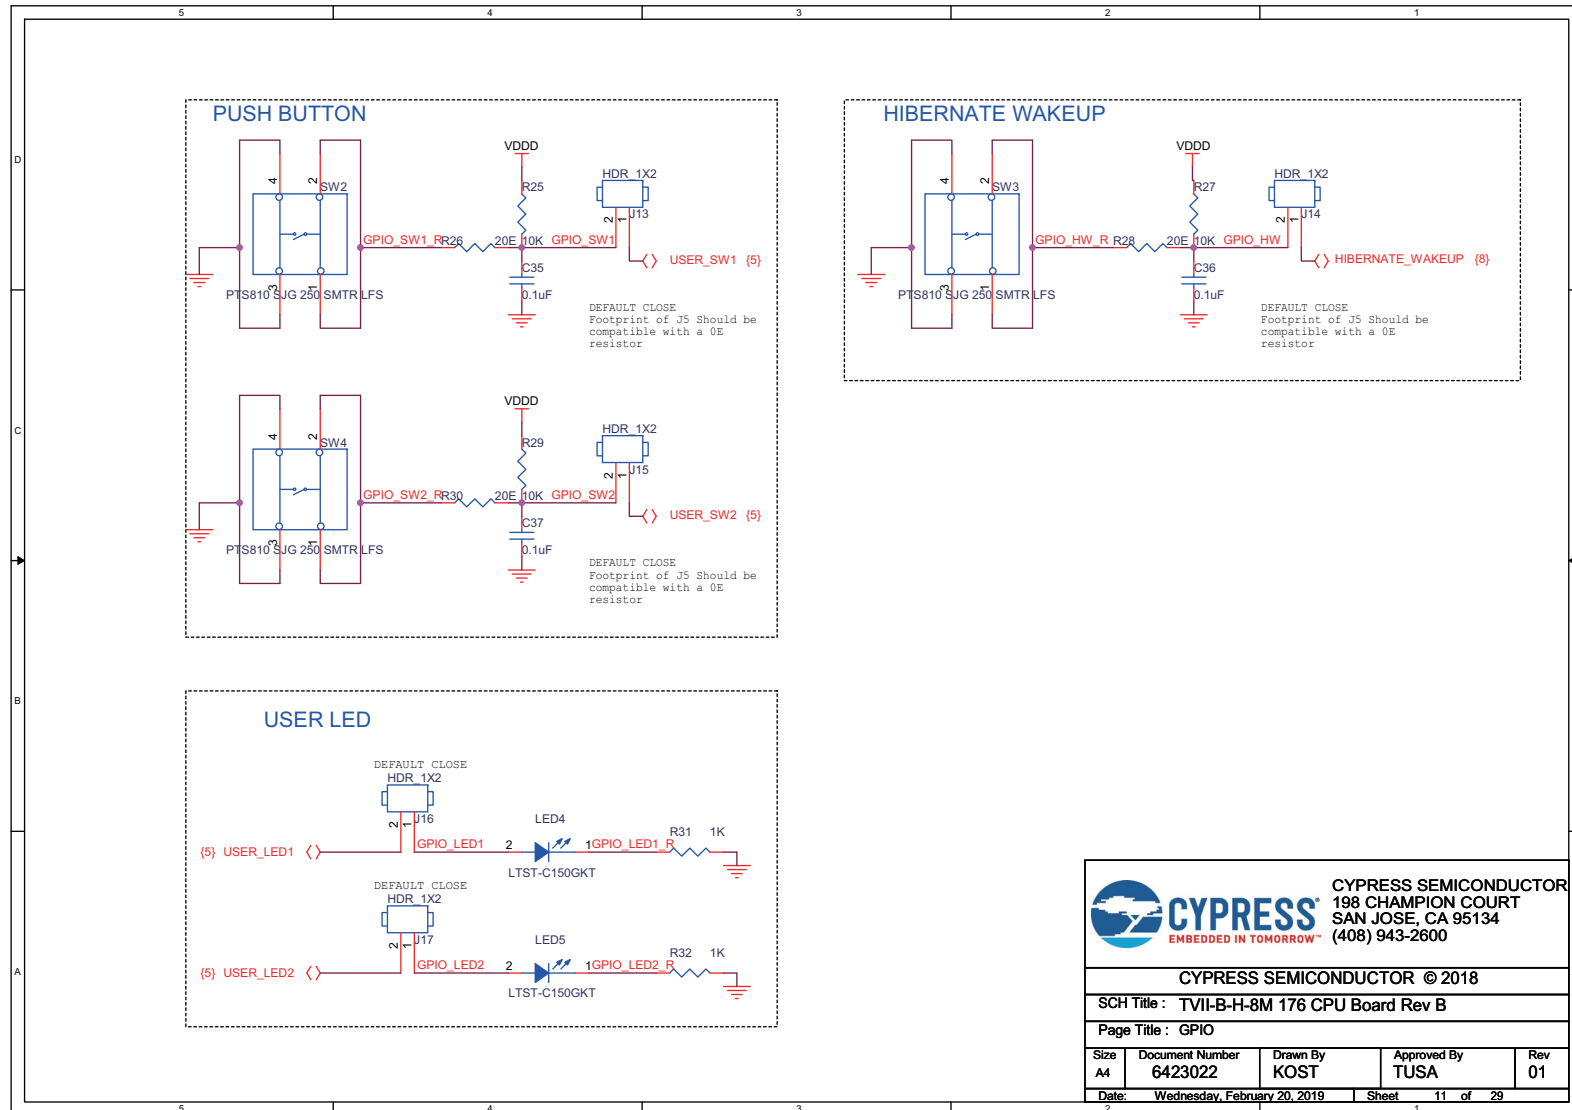 5 4 3 2 1
D
C
B
A
PUSH BUTTON
VDDD
HDR_1X2
4
2
SW2
R25
2
1
J13
GPIO_SW1_R
R26
20E
10K
GPIO_SW1
USER_SW1 {5}
C35
0.1uF
3
1
PTS810 SJG 250 SMTR LFS
DEFAULT CLOSE
Footprint of J5 Should be
compatible with a 0E
resistor
VDDD
HDR_1X2
4
2
SW4
R29
2
1
J15
GPIO_SW2_R
R30
20E
10K
GPIO_SW2
USER_SW2 {5}
C37
0.1uF
3
1
PTS810 SJG 250 SMTR LFS
DEFAULT CLOSE
Footprint of J5 Should be
compatible with a 0E
resistor
HIBERNATE WAKEUP
VDDD
HDR_1X2
4
2
SW3
R27
2
1
J14
GPIO_HW_R
R28
20E
10K
GPIO_HW
HIBERNATE_WAKEUP {8}
C36
0.1uF
3
1
PTS810 SJG 250 SMTR LFS
DEFAULT CLOSE
Footprint of J5 Should be
compatible with a 0E
resistor
USER LED
DEFAULT CLOSE
HDR_1X2
2
1
J16
{5} USER_LED1
GPIO_LED1
2
LED4
1
GPIO_LED1_R
R31
1K
LTST-C150GKT
DEFAULT CLOSE
HDR_1X2
2
1
J17
{5} USER_LED2
GPIO_LED2
2
LED5
1
GPIO_LED2_R
R32
1K
LTST-C150GKT
CYPRESS®
EMBEDDED IN TOMORROW™
CYPRESS SEMICONDUCTOR
198 CHAMPION COURT
SAN JOSE, CA 95134
(408) 943-2600
CYPRESS SEMICONDUCTOR © 2018
SCH Title : TVII-B-H-8M 176 CPU Board Rev B
Page Title : GPIO
Size Document Number Drawn By Approved By Rev
A4 6423022 KOST TUSA 01
Date: Wednesday, February 20, 2019 Sheet 11 of 29
5 4 3 2 1